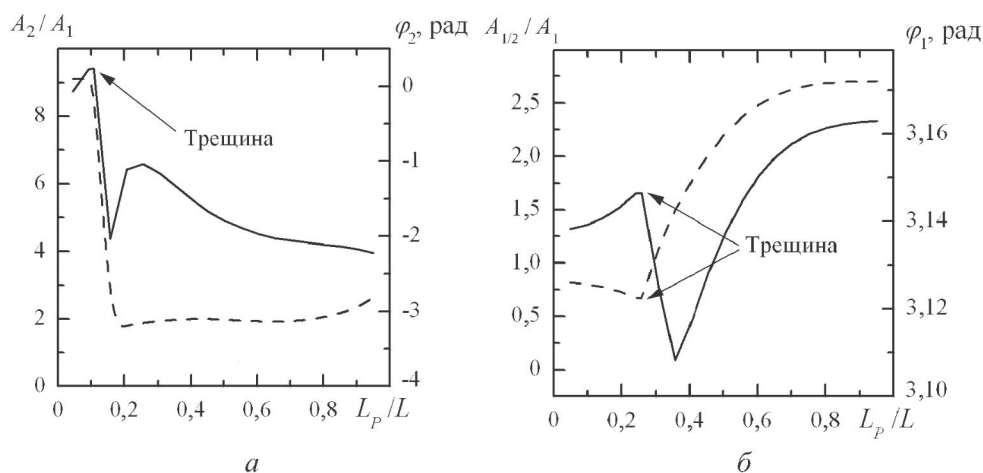 A₂ / A₁
φ₂, рад
8
6
4
2
0
0
-1
-2
-3
-4
Трещина
0 0,2 0,4 0,6 0,8 L_P /L
а
A₁/₂ / A₁
φ₁, рад
2,5
2,0
1,5
1,0
0,5
0
3,16
3,14
3,12
3,10
Трещина
0 0,2 0,4 0,6 0,8 L_P /L
б